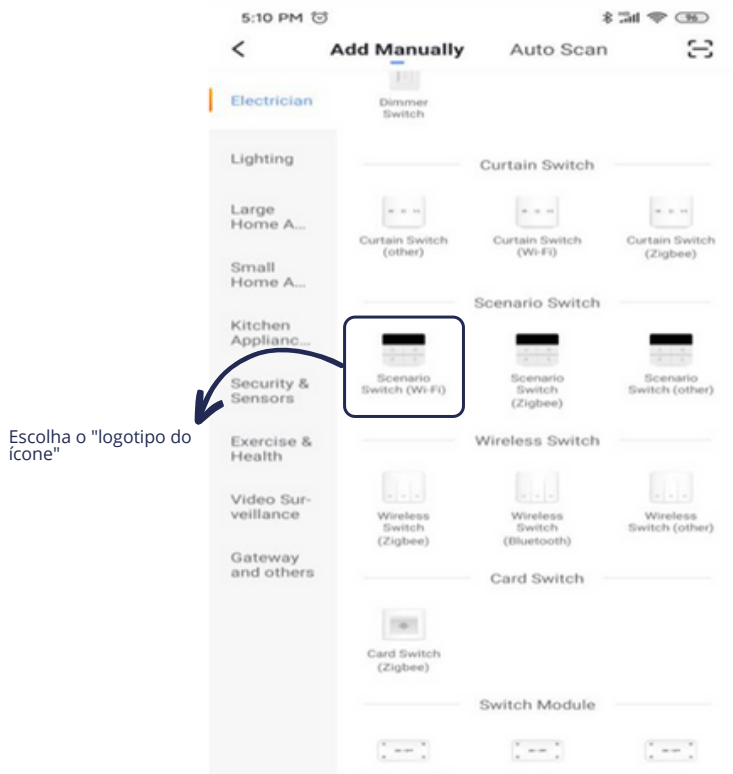 5:10 PM
96
Add Manually
Auto Scan
Electrician
Lighting
Large
Home A...
Small
Home A...
Kitchen
Applianc...
Security &
Sensors
Exercise &
Health
Video Sur-
veillance
Gateway
and others
Dimmer
Switch
Curtain Switch
Curtain Switch
(other)
Curtain Switch
(Wi-Fi)
Curtain Switch
(Zigbee)
Scenario Switch
Scenario
Switch (Wi-Fi)
Scenario
Switch
(Zigbee)
Scenario
Switch (other)
Wireless Switch
Wireless
Switch
(Zigbee)
Wireless
Switch
(Bluetooth)
Wireless
Switch (other)
Card Switch
Card Switch
(Zigbee)
Switch Module
Escolha o "logotipo do
ícone"